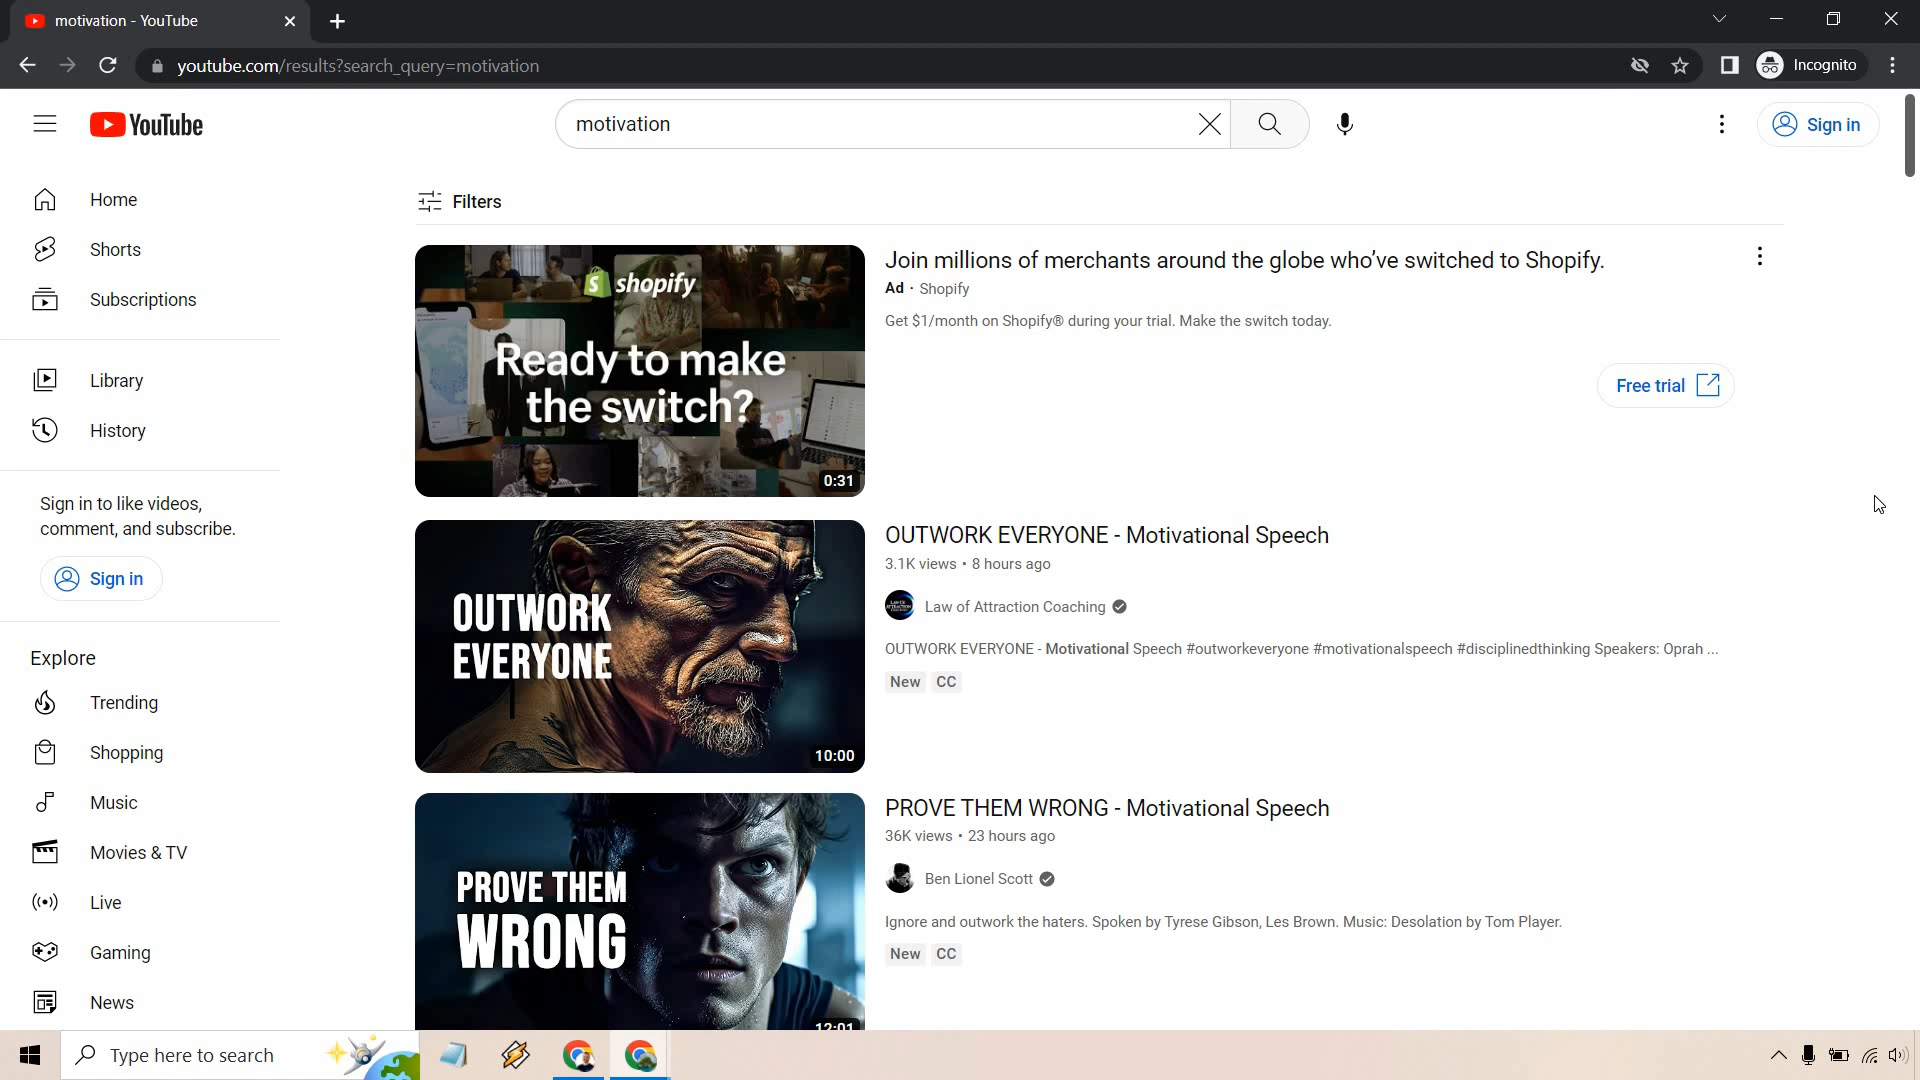 motivation - YouTube
youtube.com/results?search_query=motivation
Incognito
YouTube
motivation
Sign in
Home
Shorts
Subscriptions
Library
History
Sign in to like videos,
comment, and subscribe.
Sign in
Explore
Trending
Shopping
Music
Movies & TV
Live
Gaming
News
Filters
shopify
Ready to make
the switch?
0:31
Join millions of merchants around the globe who've switched to Shopify.
Ad · Shopify
Get $1/month on Shopify® during your trial. Make the switch today.
Free trial
OUTWORK
EVERYONE
10:00
OUTWORK EVERYONE - Motivational Speech
3.1K views • 8 hours ago
Law of Attraction Coaching
OUTWORK EVERYONE - Motivational Speech #outworkeveryone #motivationalspeech #disciplinedthinking Speakers: Oprah ...
New CC
PROVE THEM
WRONG
12:01
PROVE THEM WRONG - Motivational Speech
36K views • 23 hours ago
Ben Lionel Scott
Ignore and outwork the haters. Spoken by Tyrese Gibson, Les Brown. Music: Desolation by Tom Player.
New CC
Type here to search